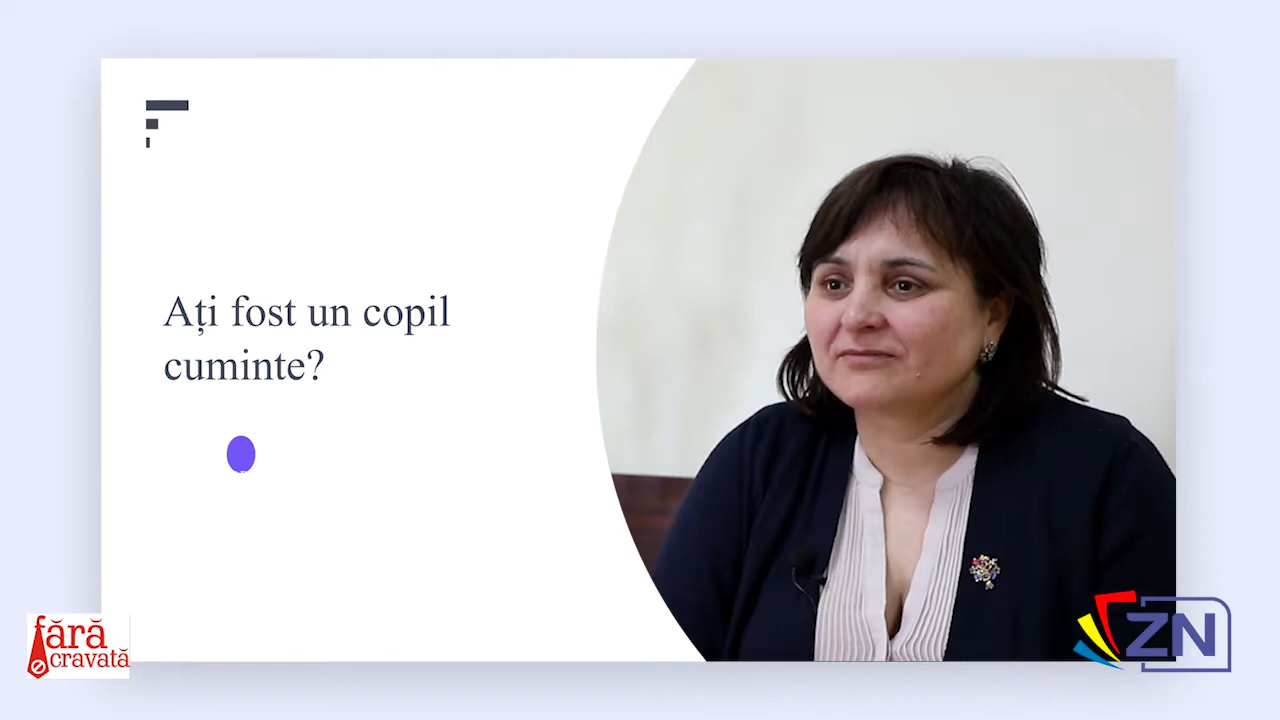 Ați fost un copil
cuminte?
fără
cravată
ZN